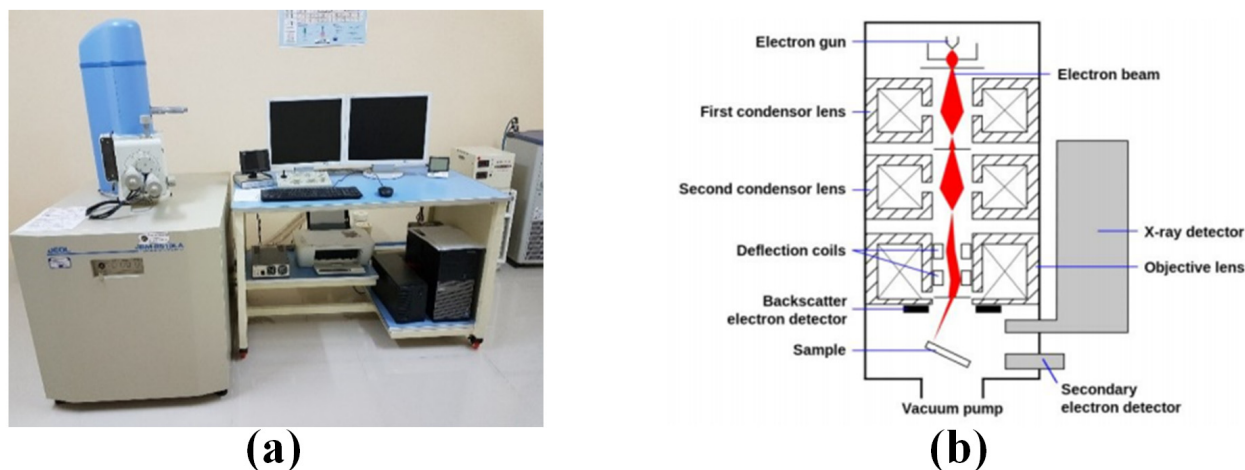 JEOL
Electron gun
Electron beam
First condensor lens
Second condensor lens
Deflection coils
X-ray detector
Objective lens
Backscatter
electron detector
Sample
Secondary
electron detector
Vacuum pump
(a)
(b)